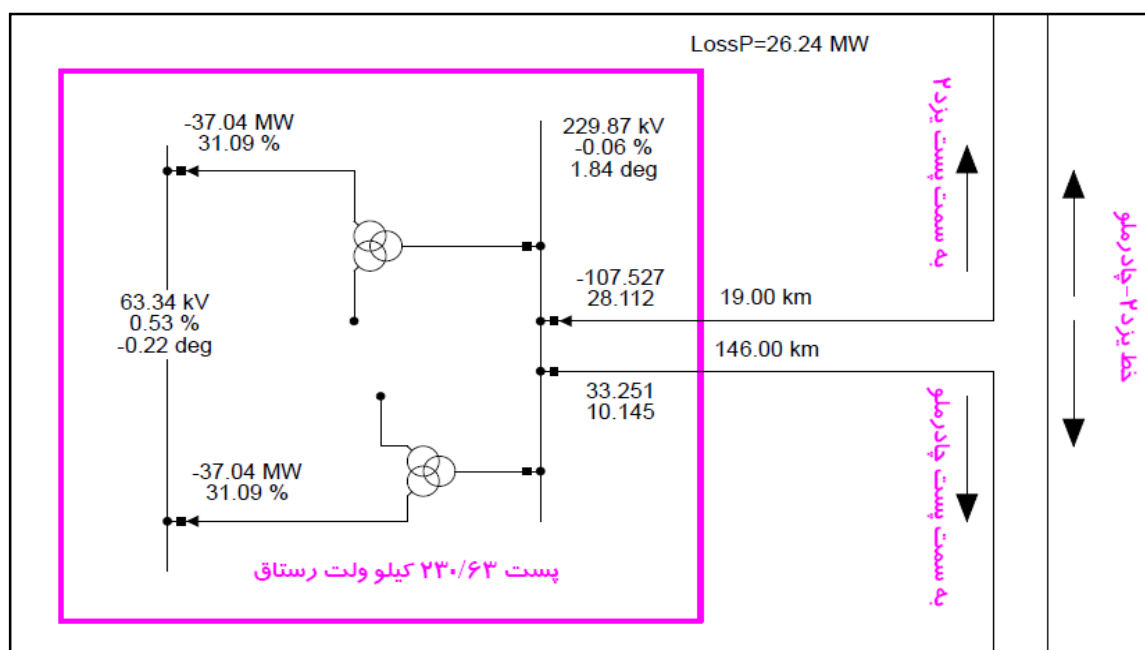 LossP=26.24 MW
-37.04 MW
31.09 %
229.87 kV
-0.06 %
1.84 deg
به سمت پست یزد۲
خط یزد۲-چادرملو
63.34 kV
0.53 %
-0.22 deg
-107.527
28.112
19.00 km
146.00 km
33.251
10.145
به سمت پست چادرملو
-37.04 MW
31.09 %
پست ۲۳۰/۶۳ کیلو ولت رستاق